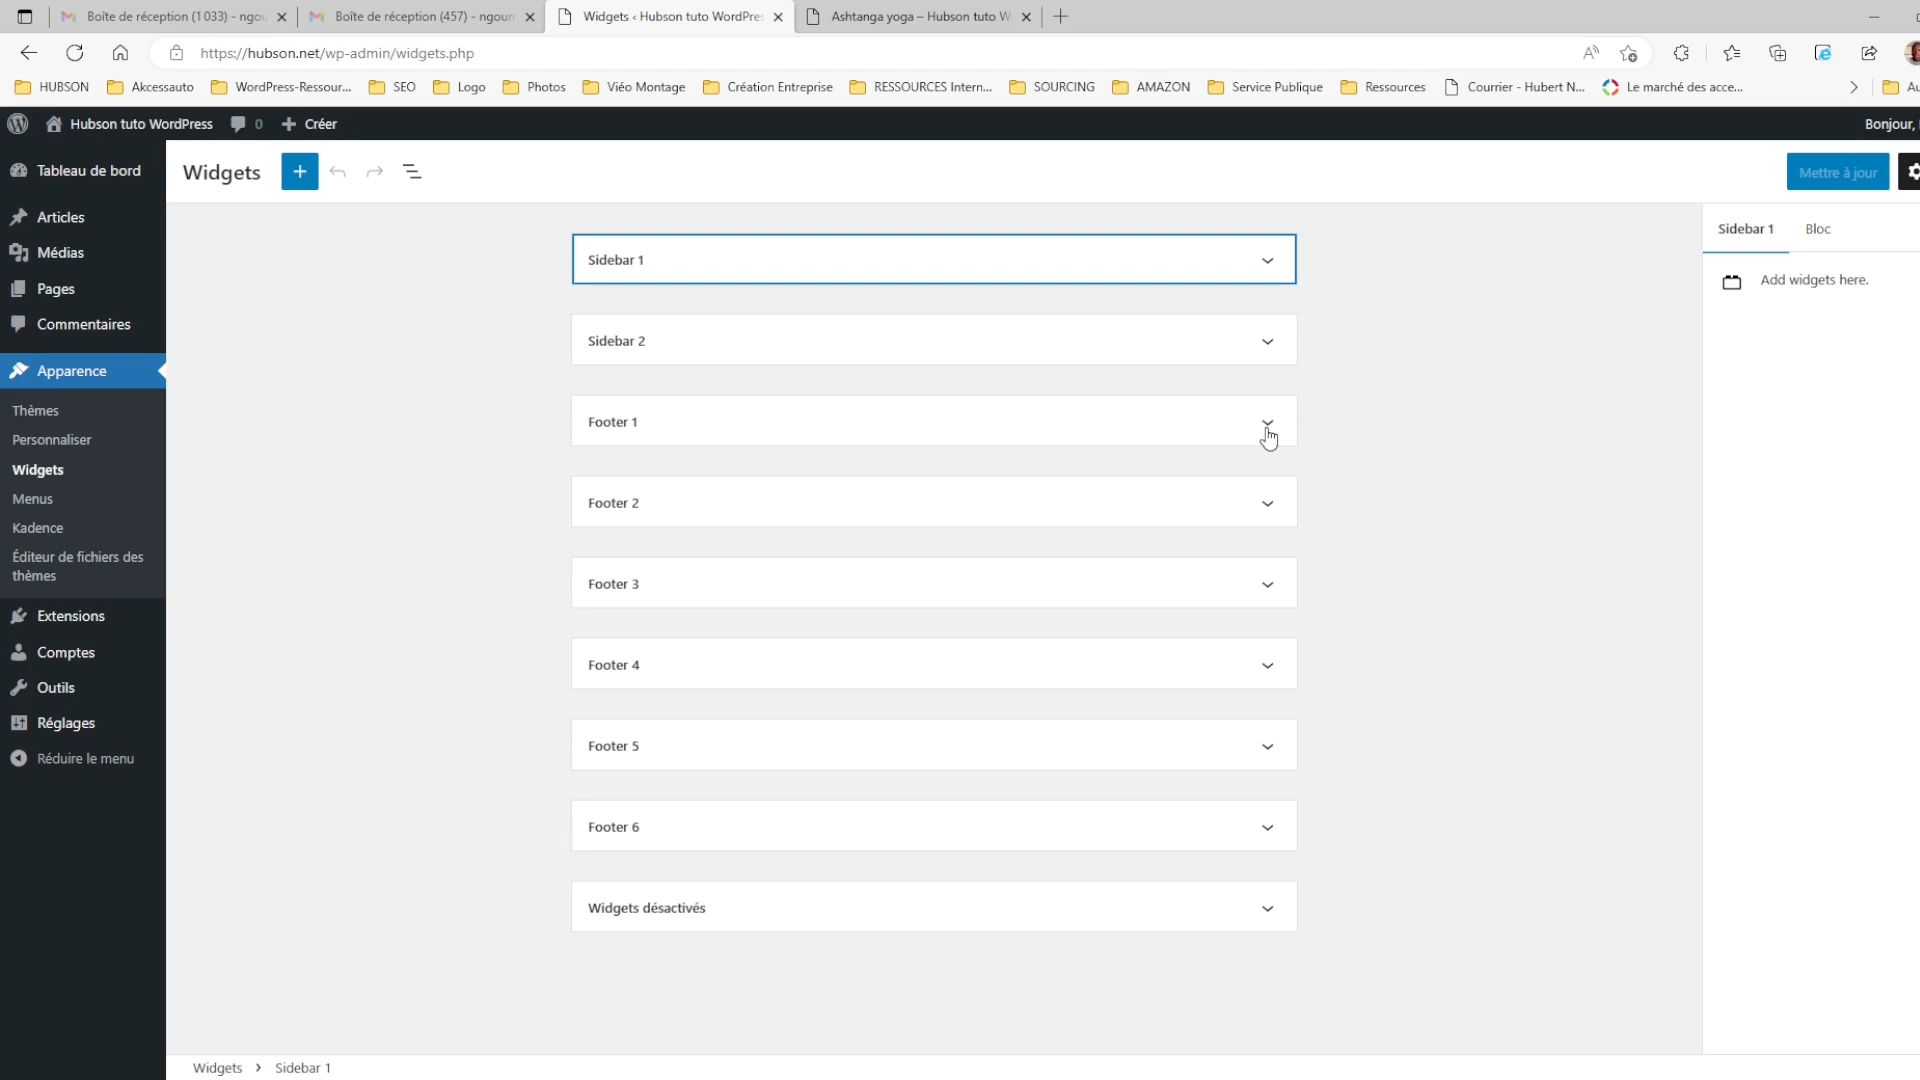 Boîte de réception (1 033) - ngou
Boîte de réception (457) - ngoun
Widgets ‹ Hubson tuto WordPres
Ashtanga yoga – Hubson tuto W
https://hubson.net/wp-admin/widgets.php
HUBSON
Akcessauto
WordPress-Ressour...
SEO
Logo
Photos
Viéo Montage
Création Entreprise
RESSOURCES Intern...
SOURCING
AMAZON
Service Publique
Ressources
Courrier - Hubert N...
Le marché des acce...
Au
Hubson tuto WordPress
0
Créer
Bonjour,
Tableau de bord
Articles
Médias
Pages
Commentaires
Apparence
Thèmes
Personnaliser
Widgets
Menus
Kadence
Éditeur de fichiers des
thèmes
Extensions
Comptes
Outils
Réglages
Réduire le menu
Widgets
Mettre à jour
Sidebar 1
Sidebar 2
Footer 1
Footer 2
Footer 3
Footer 4
Footer 5
Footer 6
Widgets désactivés
Sidebar 1
Bloc
Add widgets here.
Widgets
Sidebar 1